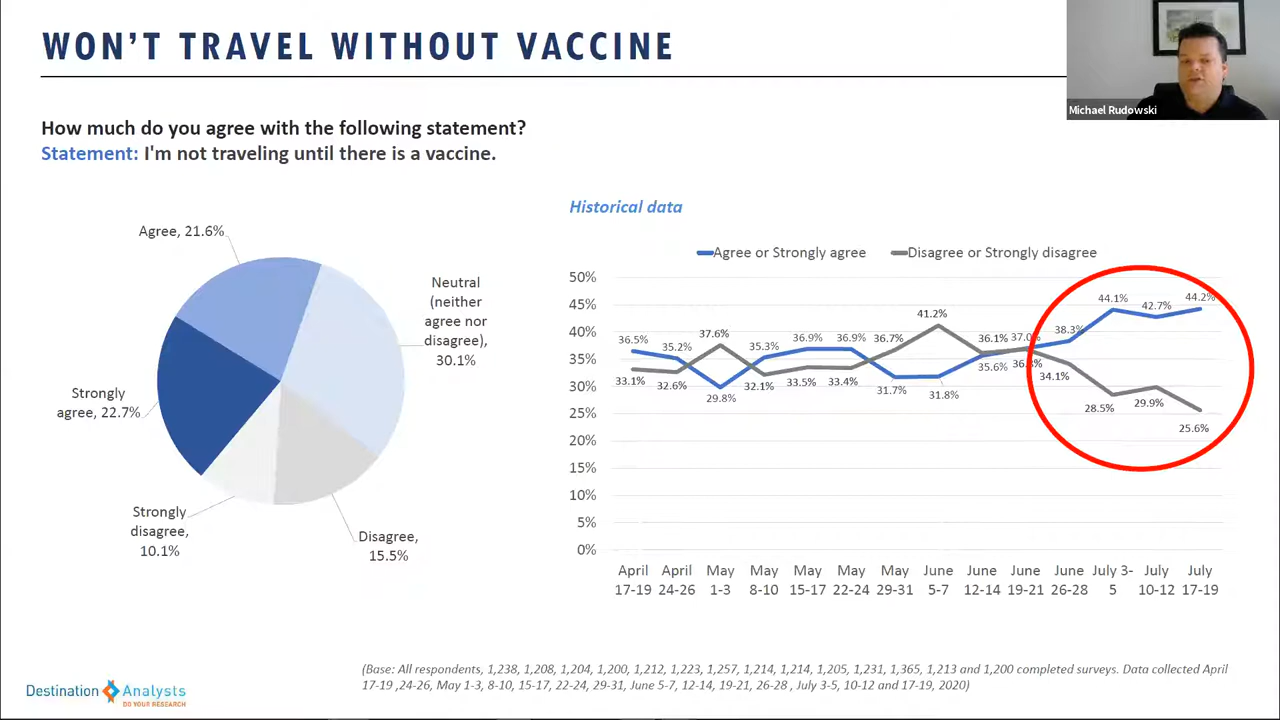 WON'T TRAVEL WITHOUT VACCINE
Michael Rudowski
How much do you agree with the following statement?
Statement: I'm not traveling until there is a vaccine.
Agree, 21.6%
Neutral
(neither
agree nor
disagree),
30.1%
Strongly
agree, 22.7%
Strongly
disagree,
10.1%
Disagree,
15.5%
Historical data
Agree or Strongly agree
Disagree or Strongly disagree
50%
45%
40%
35%
30%
25%
20%
15%
10%
5%
0%
36.5% 35.2% 29.8% 35.3% 36.9% 36.9% 31.7% 31.8% 35.6% 37.0% 38.3% 44.1% 42.7% 44.2%
33.1% 32.6% 37.6% 32.1% 33.5% 33.4% 36.7% 41.2% 36.1% 34.1% 28.5% 29.9% 25.6%
April 17-19
April 24-26
May 1-3
May 8-10
May 15-17
May 22-24
May 29-31
June 5-7
June 12-14
June 19-21
June 26-28
July 3-5
July 10-12
July 17-19
(Base: All respondents, 1,238, 1,208, 1,204, 1,200, 1,212, 1,223, 1,257, 1,214, 1,214, 1,205, 1,231, 1,365, 1,213 and 1,200 completed surveys. Data collected April
17-19 ,24-26, May 1-3, 8-10, 15-17, 22-24, 29-31, June 5-7, 12-14, 19-21, 26-28 , July 3-5, 10-12 and 17-19, 2020)
Destination Analysts
DO YOUR RESEARCH